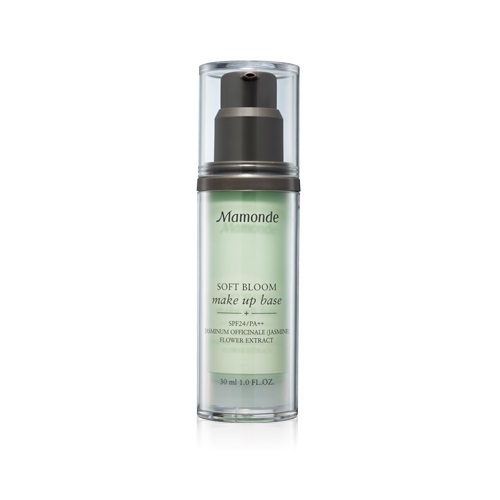 Mamonde
SOFT BLOOM
make up base
SPF24/PA++
JASMINUM OFFICINALE (JASMINE)
FLOWER EXTRACT
30 ml 1.0 FL.OZ.